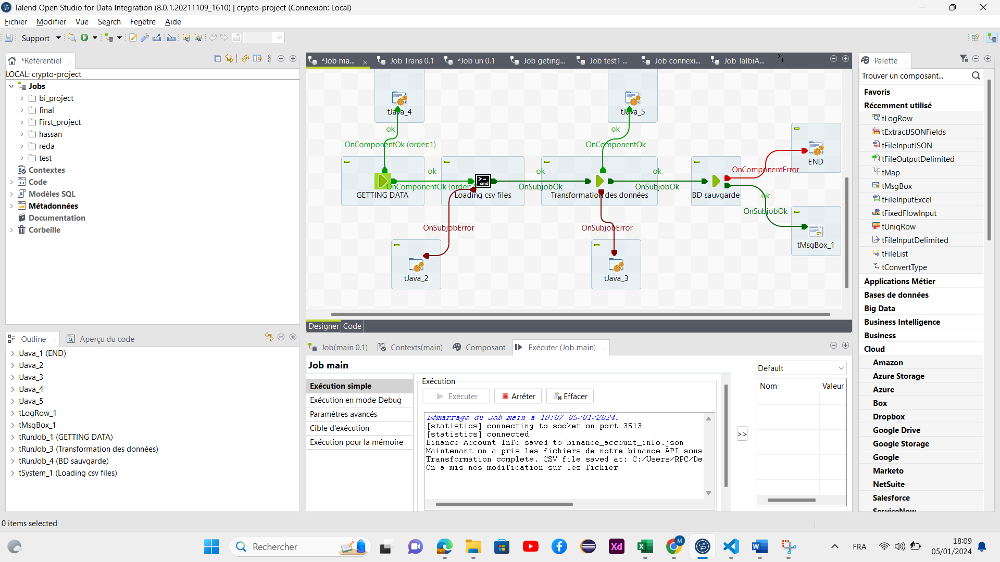 Talend Open Studio for Data Integration (8.0.1.20211109_1610) | crypto-project (Connexion: Local)
Fichier Modifier Vue Search Fenêtre Aide
Support
*Référentiel
LOCAL: crypto-project
Jobs
bi_project
final
First_project
hassan
reda
test
Contextes
Code
Modèles SQL
Métadonnées
Documentation
Corbeille
Outline
Aperçu du code
tJava_1 (END)
tJava_2
tJava_3
tJava_4
tJava_5
tLogRow_1
tMsgBox_1
tRunJob_1 (GETTING DATA)
tRunJob_3 (Transformation des données)
tRunJob_4 (BD sauvgarde)
tSystem_1 (Loading csv files)
0 items selected
*Job ma...
Job Trans 0.1
*Job un 0.1
Job geting...
Job test1 ...
Job connexi...
Job TalbiA...
1
tJava_4
tJava_5
ok
ok
OnComponentOk (order:1)
OnComponentOk
END
OnComponentError
ok
ok
ok
OnComponentOk (order:
OnSubjobOk
OnSubjobOk
GETTING DATA
Loading csv files
Transformation des données
BD sauvgarde
ok
OnSubjobOk
OnSubjobError
OnSubjobError
tMsgBox_1
tJava_2
tJava_3
Designer
Code
Job(main 0.1)
Contexts(main)
Composant
Exécuter (Job main)
Job main
Exécution simple
Exécution en mode Debug
Paramètres avancés
Cible d'exécution
Exécution pour la mémoire
Exécution
Exécuter
Arrêter
Effacer
Démarrage du Job main à 18:07 05/01/2024.
[statistics] connecting to socket on port 3513
[statistics] connected
Binance Account Info saved to binance_account_info.json
Maintenant on a pris les fichiers de notre binance API sous
Transformation complete. CSV file saved at: C:/Users/RPC/De
On a mis nos modification sur les fichier
>>
Default
Nom
Valeur
Palette
Trouver un composant...
Favoris
Récemment utilisé
tLogRow
tExtractJSONFields
tFileInputJSON
tFileOutputDelimited
tMap
tMsgBox
tFileInputExcel
tFixedFlowInput
tUniqRow
tFileInputDelimited
tFileList
tConvertType
Applications Métier
Bases de données
Big Data
Business Intelligence
Business
Cloud
Amazon
Azure Storage
Azure
Box
Dropbox
Google Drive
Google Storage
Google
Marketo
NetSuite
Salesforce
ServiceNow
Rechercher
FRA
18:09
05/01/2024